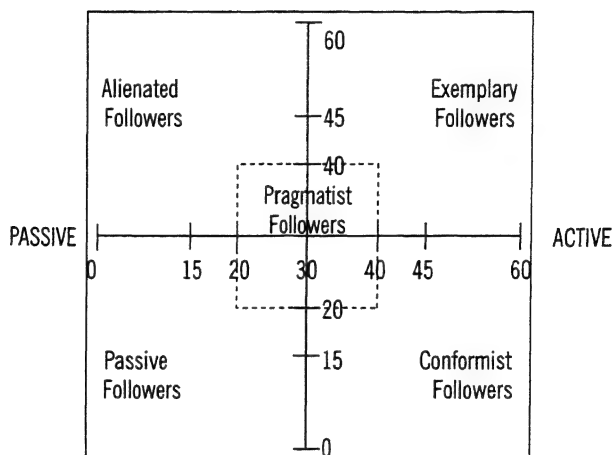 60
Alienated
Followers
Exemplary
Followers
45
40
Pragmatist
Followers
PASSIVE
ACTIVE
0 15 20 30 40 45 60
20
15
Passive
Followers
Conformist
Followers
0